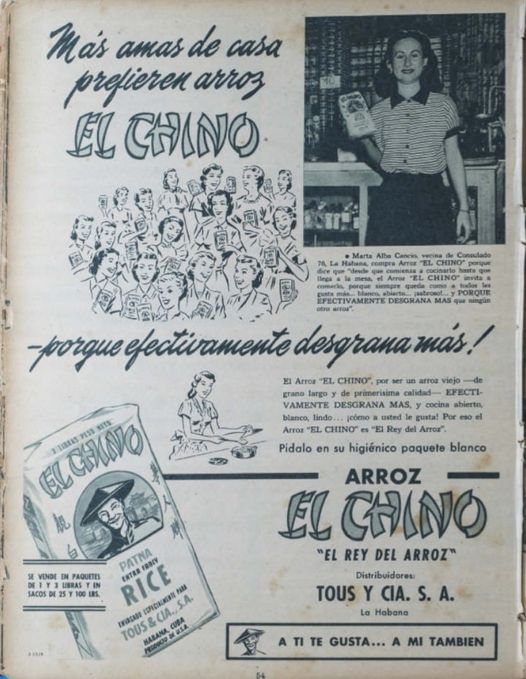 Más amas de casa
prefieren arroz
EL CHINO
● Marta Alba Cancio, vecina de Consulado
76, La Habana, compra Arroz "EL CHINO" porque
dice que "desde que comienza a cocinarlo hasta que
llega a la mesa, el Arroz "EL CHINO" invita a
comerlo, porque siempre queda como a todos les
gusta más... blanco, abierto... ¡sabroso!... y PORQUE
EFECTIVAMENTE DESGRANA MAS que ningún
otro arroz".
-porque efectivamente desgrana más!
El Arroz "EL CHINO", por ser un arroz viejo —de
grano largo y de primerísima calidad— EFECTI-
VAMENTE DESGRANA MAS, y cocina abierto,
blanco, lindo... ¡cómo a usted le gusta! Por eso el
Arroz "EL CHINO" es "El Rey del Arroz".
Pídalo en su higiénico paquete blanco
3 LIBRAS PESO NETO
EL CHINO
PATNA
EXTRA FANCY
RICE
ENVASADO ESPECIALMENTE PARA
TOUS & CIA., S.A.
HABANA, CUBA
PRODUCTO DE U.S.A.
SE VENDE EN PAQUETES
DE 1 Y 3 LIBRAS Y EN
SACOS DE 25 Y 100 LBS.
ARROZ
EL CHINO
"EL REY DEL ARROZ"
Distribuidores:
TOUS Y CIA. S. A.
La Habana
A TI TE GUSTA... A MI TAMBIEN
54